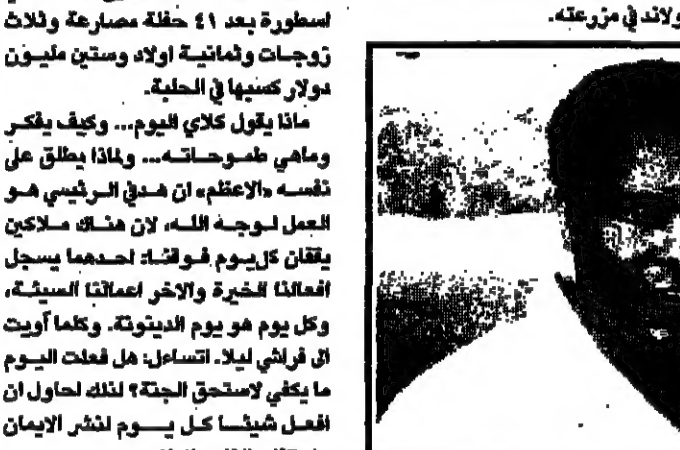 اسطورة بعد ٤١ حفلة مصارعة وثلاث
زوجات وثمانية اولاد وستين مليون
دولار كسبها في الحلبة.
ماذا يقول كلاي اليوم... وكيف يفكر
وماهي طموحاته... ولماذا يطلق على
نفسه «الاعظم» ان هدفي الرئيسي هو
العمل لوجه الله، لان هناك ملاكين
يقفان كل يوم فوقنا: احدهما يسجل
افعالنا الخيرة والاخر اعمالنا السيئة،
وكل يوم هو يوم الدينونة. وكلما آويت
الى فراشي ليلا. اتساءل: هل فعلت اليوم
ما يكفي لاستحق الجنة؟ لذلك احاول ان
افعل شيئا كل يوم لنشر الايمان
ولاند في مزرعته.